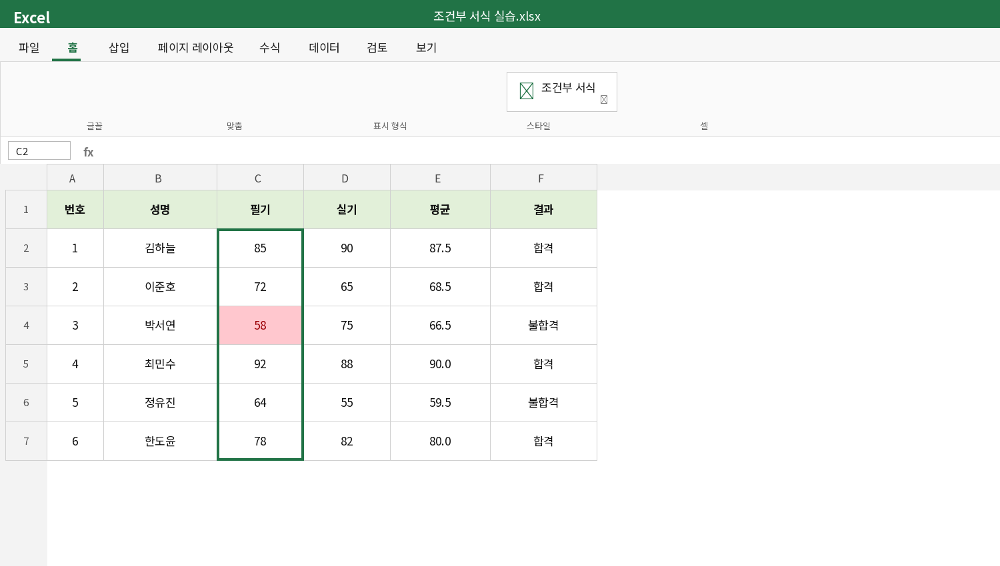 Excel 조건부 서식 실습.xlsx
파일 홈 삽입 페이지 레이아웃 수식 데이터 검토 보기
조건부 서식
글꼴 맞춤 표시 형식 스타일 셀
C2 fx
A B C D E F
1 번호 성명 필기 실기 평균 결과
2 1 김하늘 85 90 87.5 합격
3 2 이준호 72 65 68.5 합격
4 3 박서연 58 75 66.5 불합격
5 4 최민수 92 88 90.0 합격
6 5 정유진 64 55 59.5 불합격
7 6 한도윤 78 82 80.0 합격